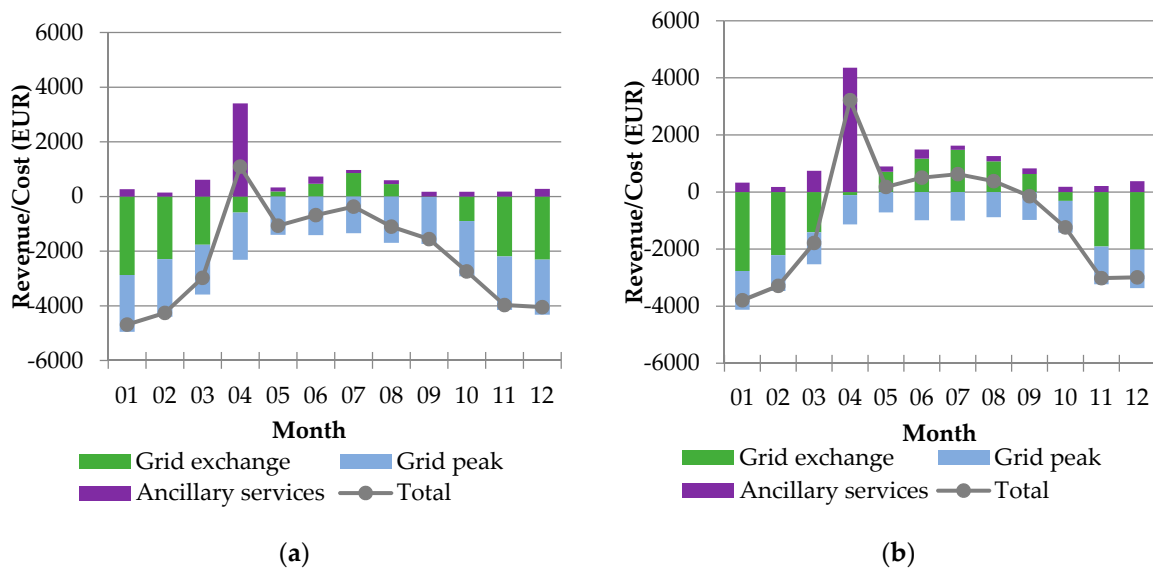 Revenue/Cost (EUR)
6000
4000
2000
0
-2000
-4000
-6000
01 02 03 04 05 06 07 08 09 10 11 12
Month
Grid exchange
Grid peak
Ancillary services
Total
(a)
Revenue/Cost (EUR)
6000
4000
2000
0
-2000
-4000
-6000
01 02 03 04 05 06 07 08 09 10 11 12
Month
Grid exchange
Grid peak
Ancillary services
Total
(b)